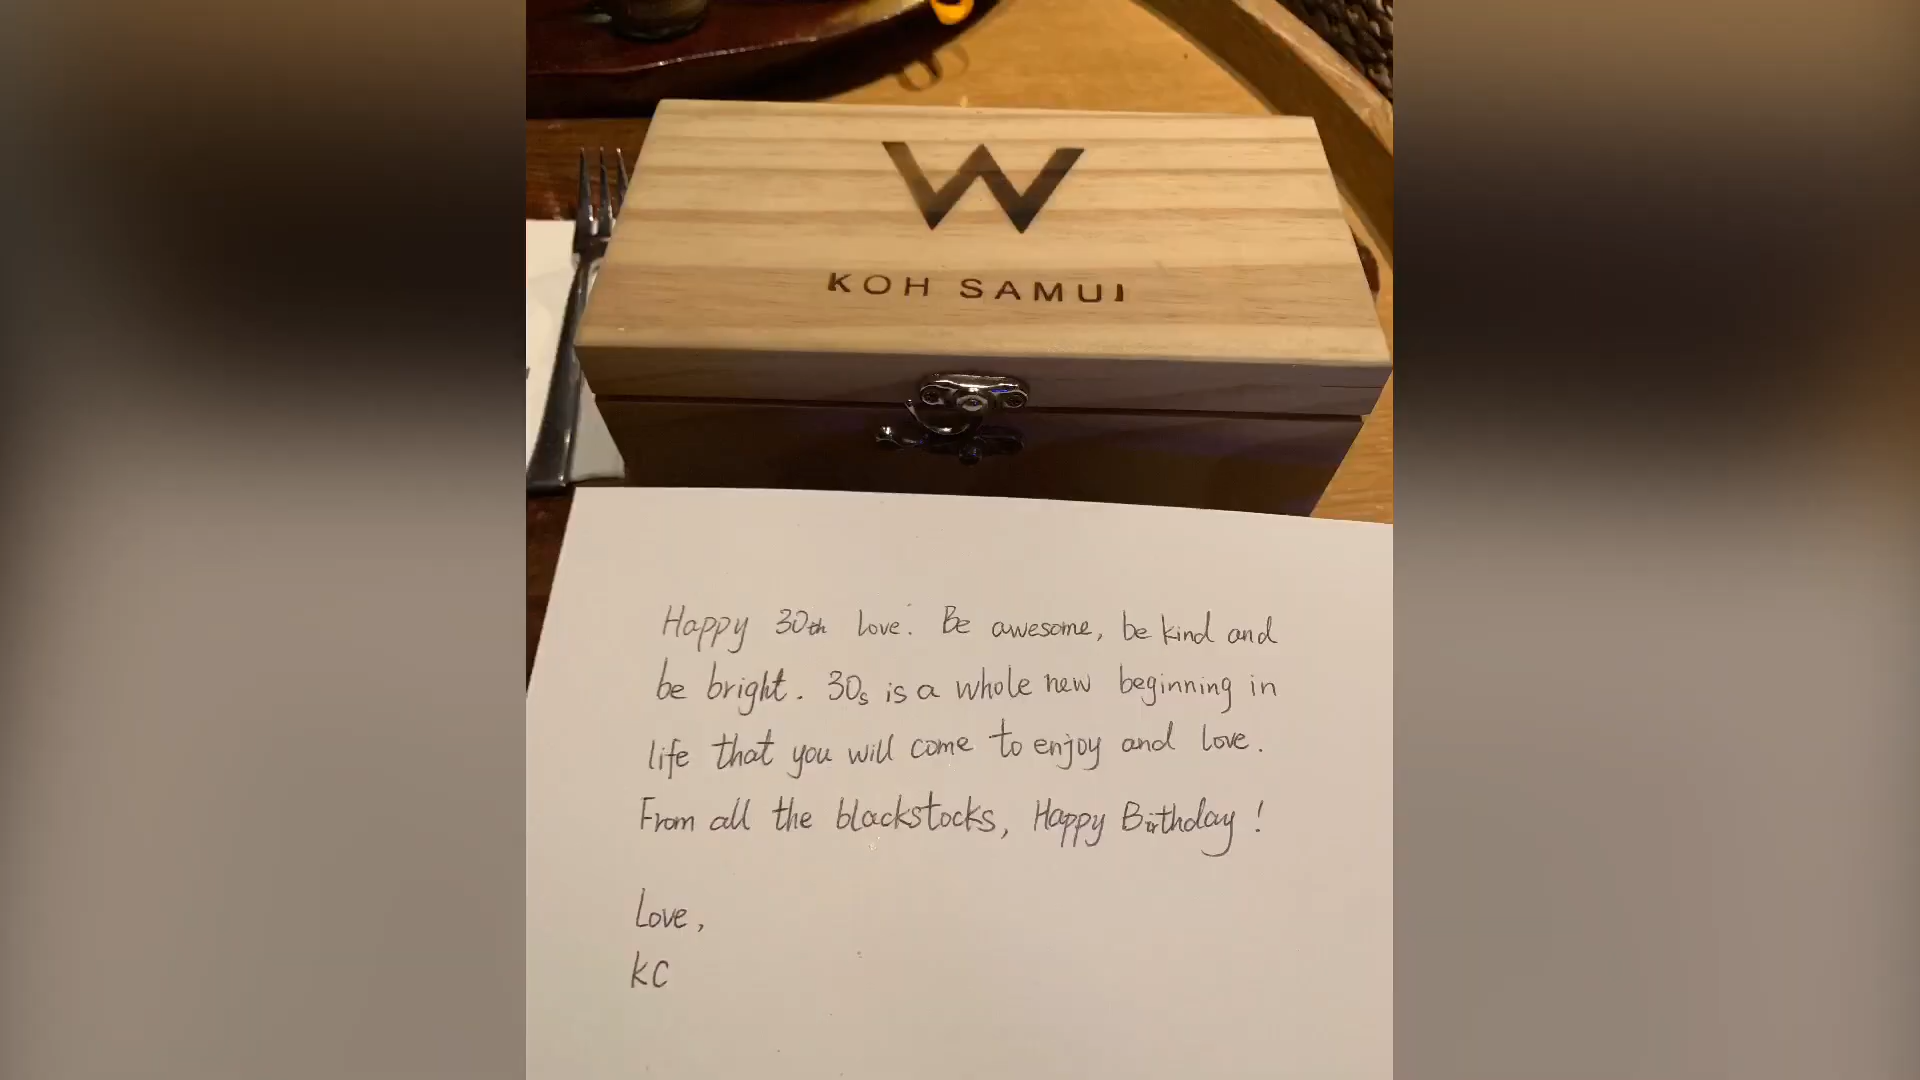 W
KOH SAMUI
Happy 30th love. Be awesome, be kind and
be bright. 30s is a whole new beginning in
life that you will come to enjoy and love.
From all the blackstocks, Happy Birthday!
Love,
KC